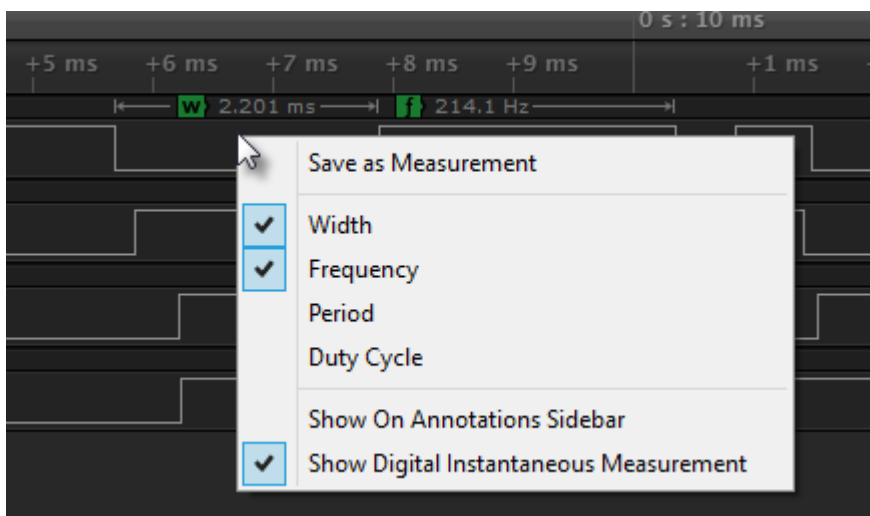 0 s : 10 ms
+5 ms +6 ms +7 ms +8 ms +9 ms +1 ms
w 2.201 ms f 214.1 Hz
Save as Measurement
Width
Frequency
Period
Duty Cycle
Show On Annotations Sidebar
Show Digital Instantaneous Measurement